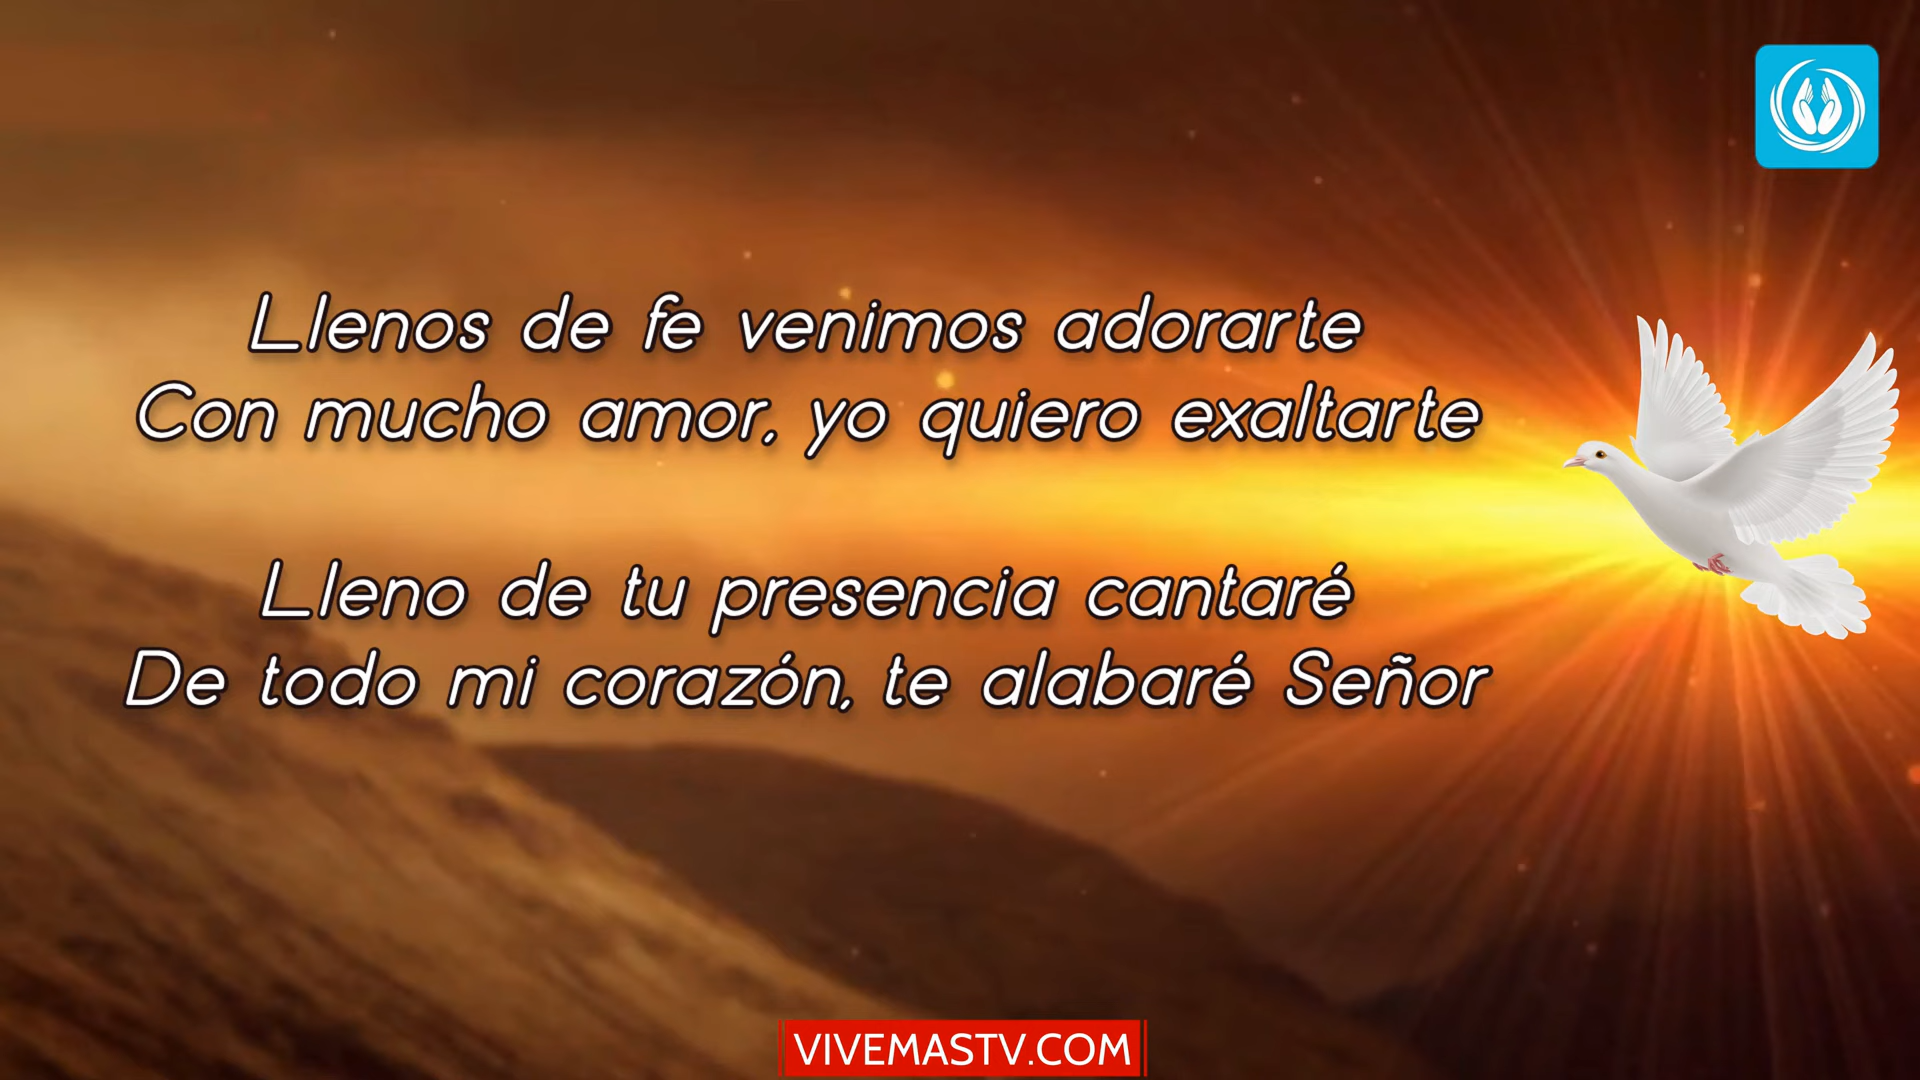 Llenos de fe venimos adorarte
Con mucho amor, yo quiero exaltarte
Lleno de tu presencia cantaré
De todo mi corazón, te alabaré Señor
VIVEMASTV.COM